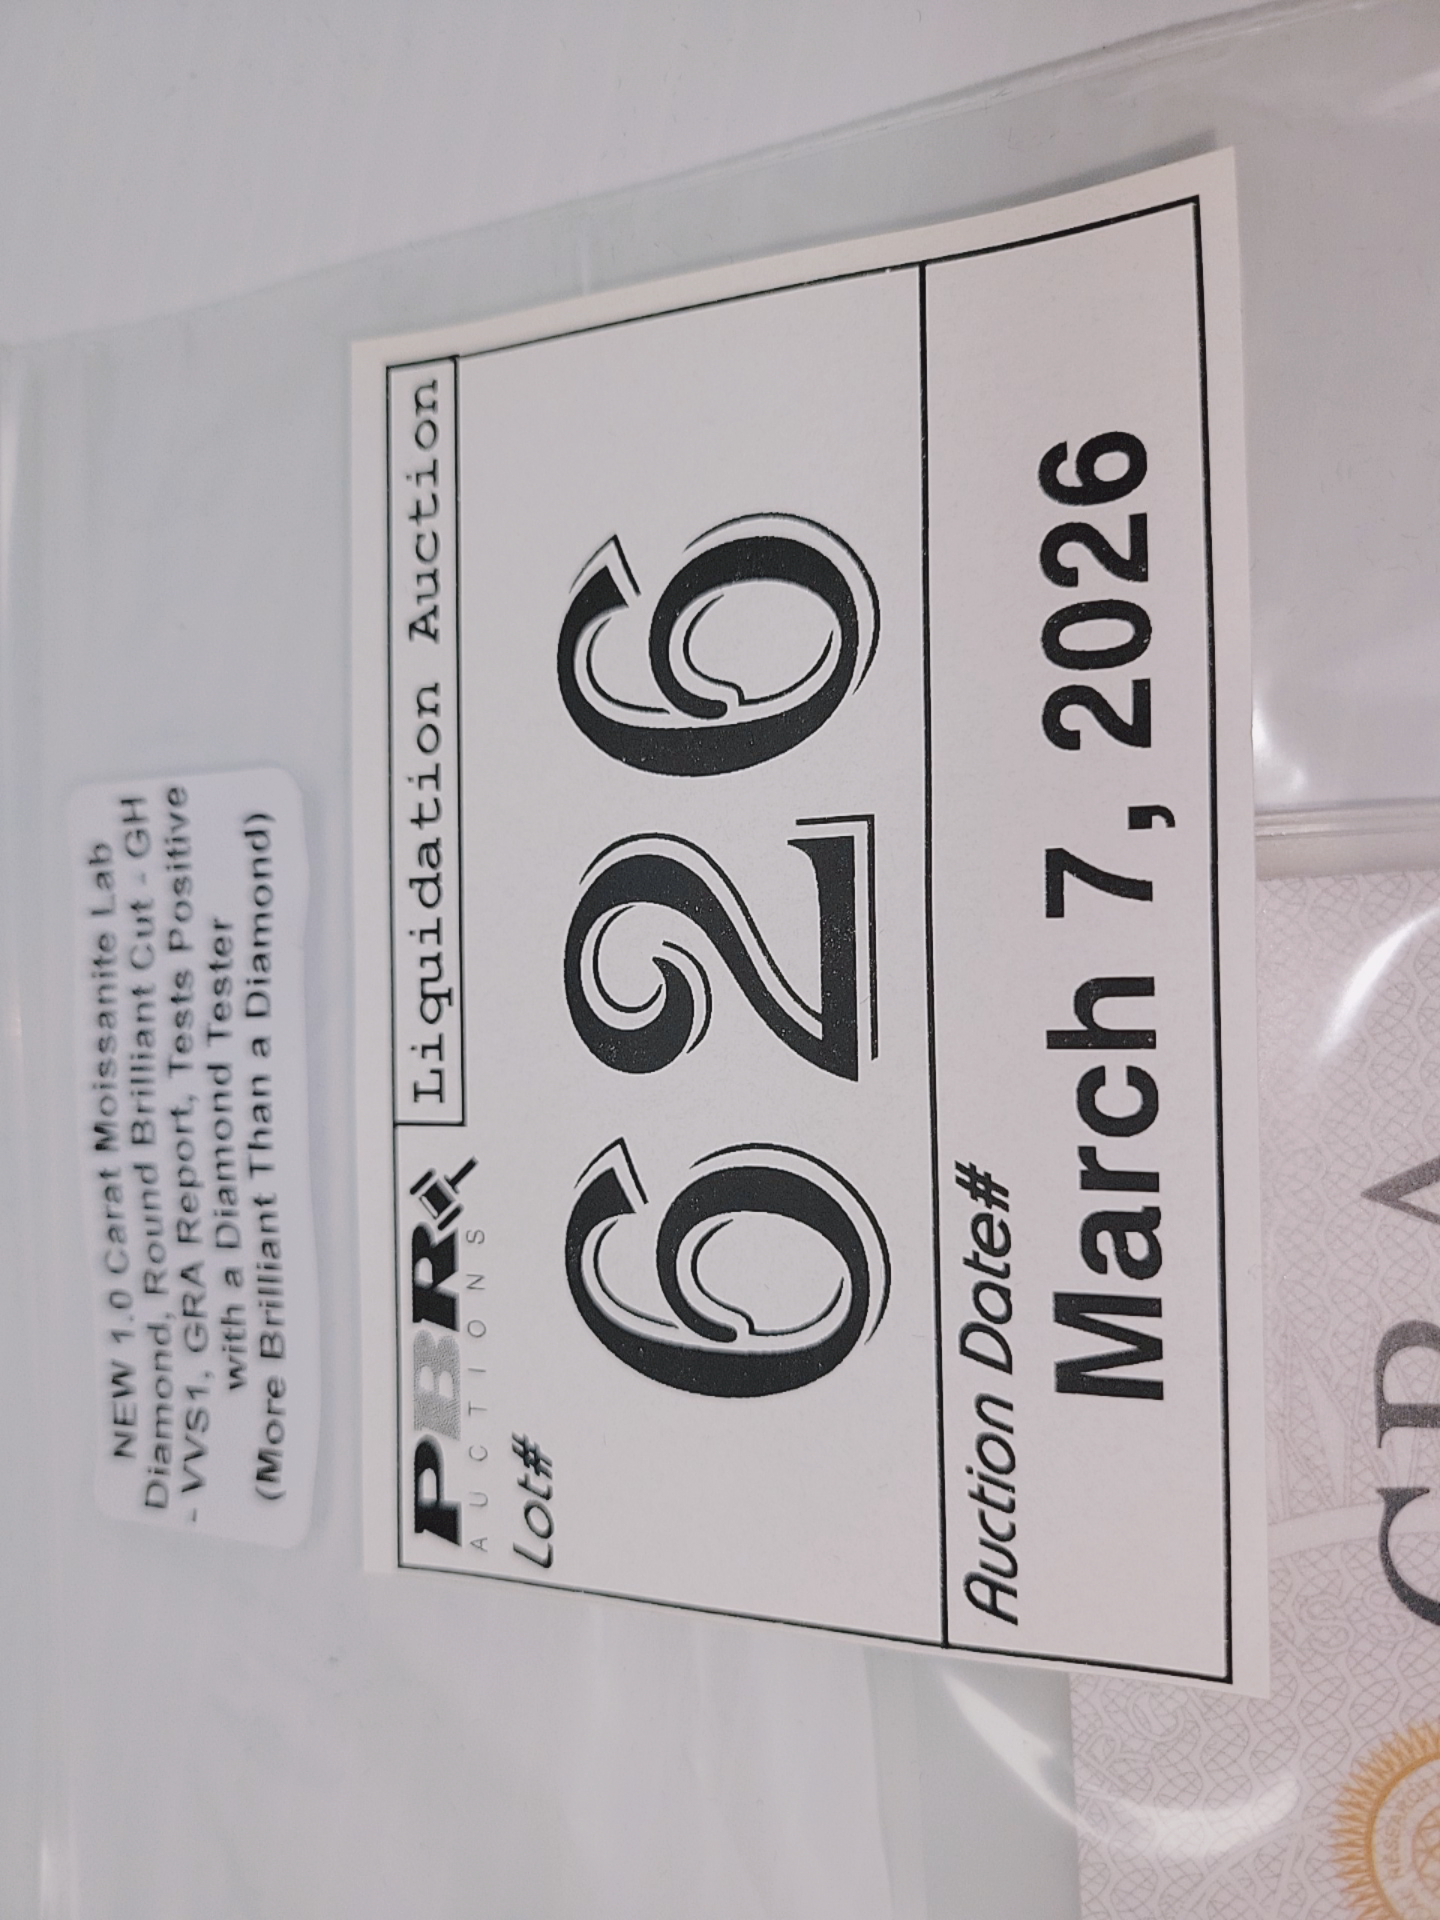 NEW 1.0 Carat Moissanite Lab
Diamond, Round Brilliant Cut - GH
- VVS1, GRA Report, Tests Positive
with a Diamond Tester
(More Brilliant Than a Diamond)
PBR
AUCTIONS
Liquidation Auction
Lot#
626
Auction Date#
March 7, 2026